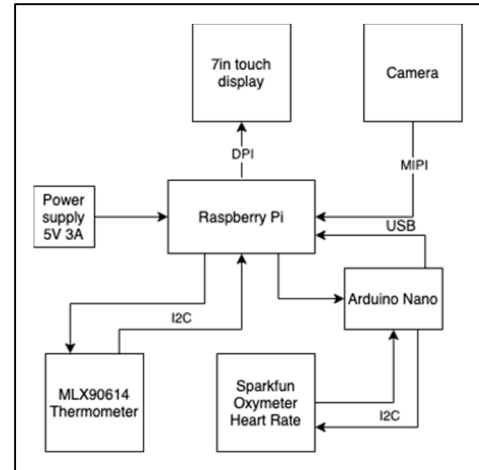 7in touch
display
Camera
DPI
MIPI
Power
supply
5V 3A
Raspberry Pi
USB
I2C
Arduino Nano
MLX90614
Thermometer
Sparkfun
Oxymeter
Heart Rate
I2C